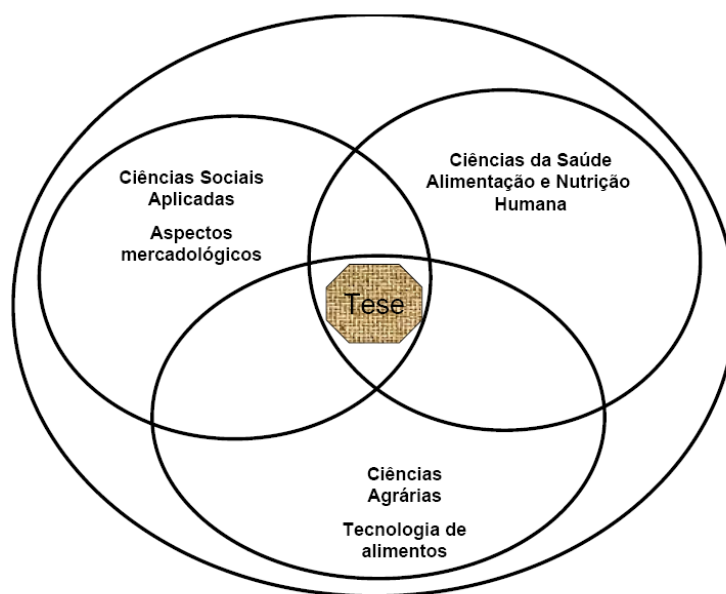 Ciências Sociais
Aplicadas
Aspectos
mercadológicos
Ciências da Saúde
Alimentação e Nutrição
Humana
Tese
Ciências
Agrárias
Tecnologia de
alimentos